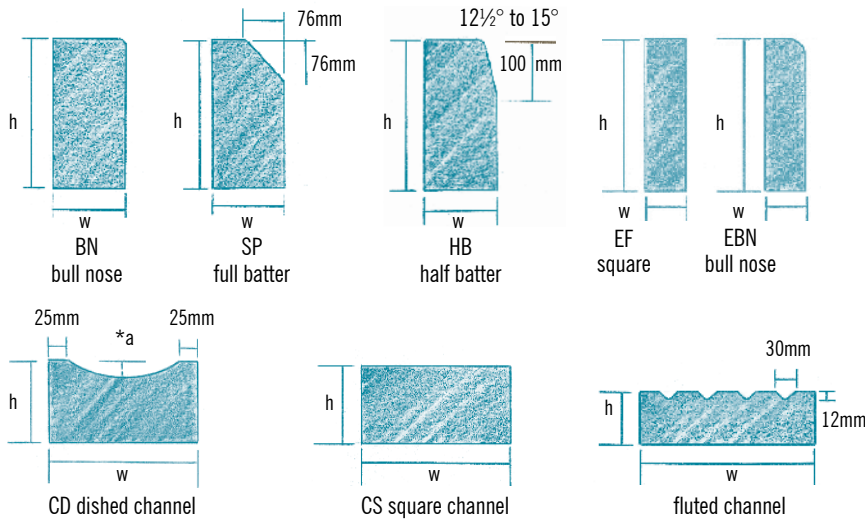 76mm
76mm
12½° to 15°
100 mm
h
h
h
h
h
w
w
w
w
w
BN
bull nose
SP
full batter
HB
half batter
EF
square
EBN
bull nose
25mm
*a
25mm
30mm
12mm
h
h
h
w
w
w
CD dished channel
CS square channel
fluted channel